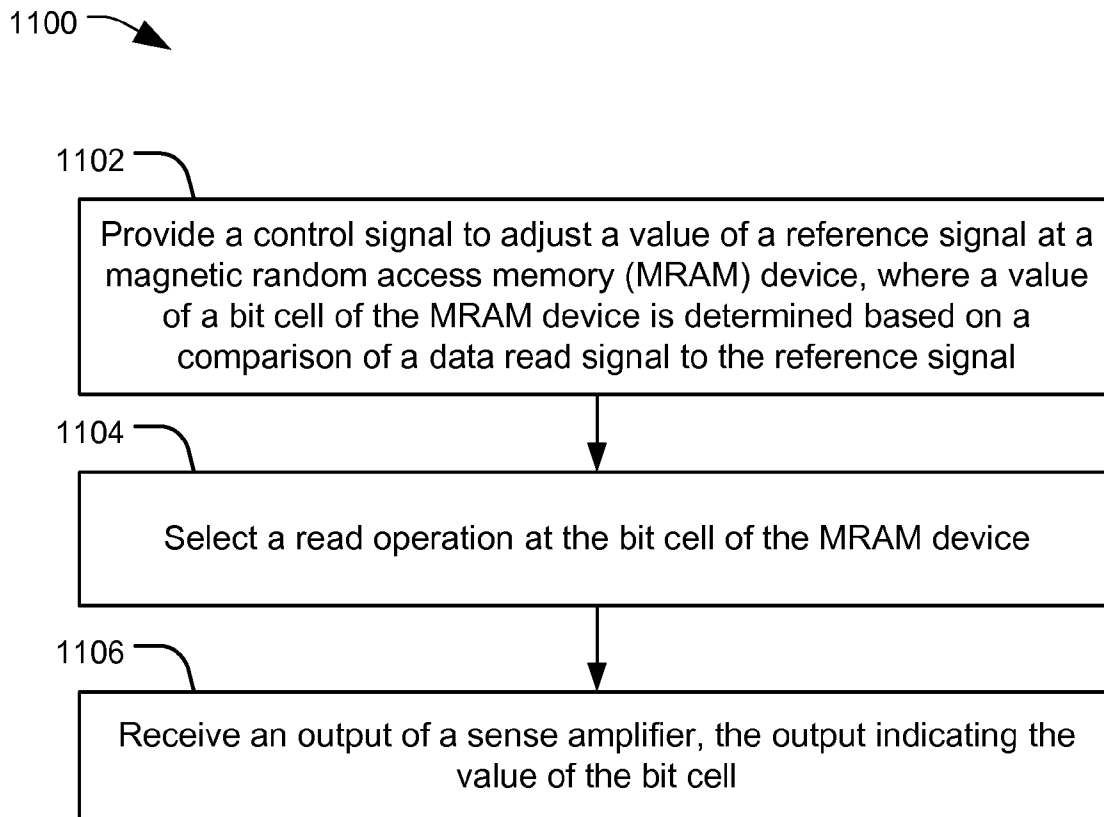 1100
1102
Provide a control signal to adjust a value of a reference signal at a
magnetic random access memory (MRAM) device, where a value
of a bit cell of the MRAM device is determined based on a
comparison of a data read signal to the reference signal
1104
Select a read operation at the bit cell of the MRAM device
1106
Receive an output of a sense amplifier, the output indicating the
value of the bit cell